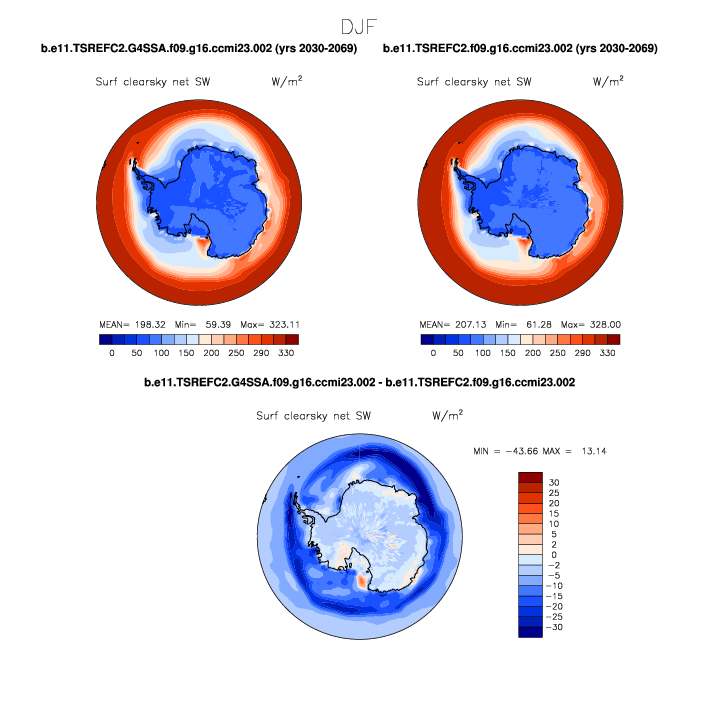 DJF
b.e11.TSREFC2.G4SSA.f09.g16.ccmi23.002 (yrs 2030-2069)
b.e11.TSREFC2.f09.g16.ccmi23.002 (yrs 2030-2069)
Surf clearsky net SW W/m²
Surf clearsky net SW W/m²
MEAN= 198.32 Min= 59.39 Max= 323.11
MEAN= 207.13 Min= 61.28 Max= 328.00
0 50 100 150 200 250 290 330
0 50 100 150 200 250 290 330
b.e11.TSREFC2.G4SSA.f09.g16.ccmi23.002 - b.e11.TSREFC2.f09.g16.ccmi23.002
Surf clearsky net SW W/m²
MIN = -43.66 MAX = 13.14
30
25
20
15
10
5
2
0
-2
-5
-10
-15
-20
-25
-30